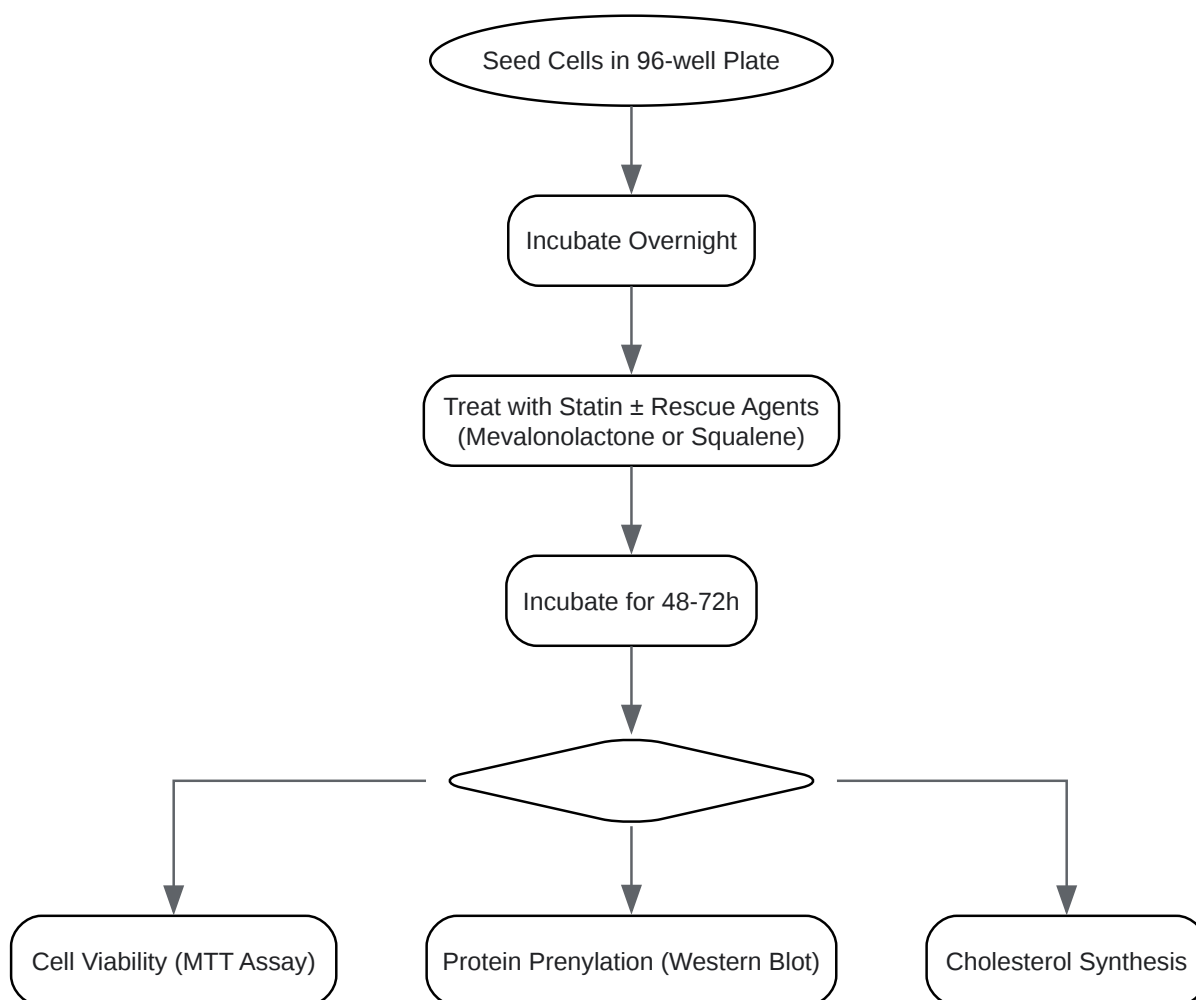 Seed Cells in 96-well Plate
Incubate Overnight
Treat with Statin ± Rescue Agents
(Mevalonolactone or Squalene)
Incubate for 48-72h
Cell Viability (MTT Assay)
Protein Prenylation (Western Blot)
Cholesterol Synthesis